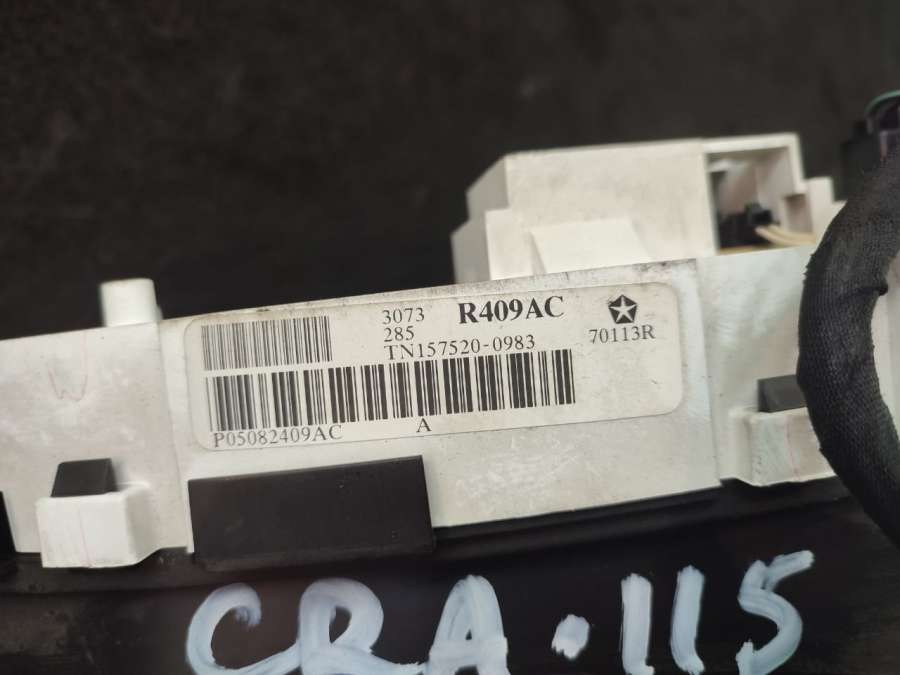 3073 R409AC
285
TN157520-0983 70113R
P05082409AC A
CRA.115